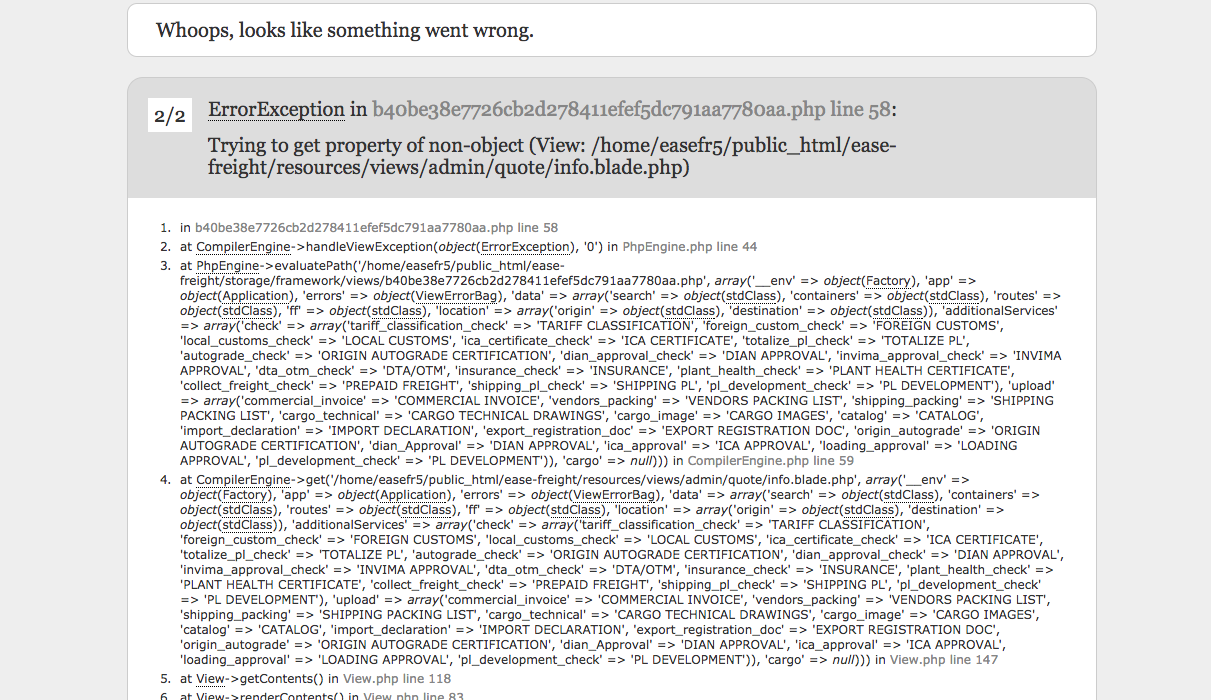 Whoops, looks like something went wrong.
2/2
ErrorException in b40be38e7726cb2d278411efef5dc791aa7780aa.php line 58:
Trying to get property of non-object (View: /home/easefr5/public_html/ease-
freight/resources/views/admin/quote/info.blade.php)
1. in b40be38e7726cb2d278411efef5dc791aa7780aa.php line 58
2. at CompilerEngine->handleViewException(object(ErrorException), '0') in PhpEngine.php line 44
3. at PhpEngine->evaluatePath('/home/easefr5/public_html/ease-
freight/storage/framework/views/b40be38e7726cb2d278411efef5dc791aa7780aa.php', array('__env' => object(Factory), 'app' =>
object(Application), 'errors' => object(ViewErrorBag), 'data' => array('search' => object(stdClass), 'containers' => object(stdClass), 'routes' =>
object(stdClass), 'ff' => object(stdClass), 'location' => array('origin' => object(stdClass), 'destination' => object(stdClass)), 'additionalServices'
=> array('check' => array('tariff_classification_check' => 'TARIFF CLASSIFICATION', 'foreign_custom_check' => 'FOREIGN CUSTOMS',
'local_customs_check' => 'LOCAL CUSTOMS', 'ica_certificate_check' => 'ICA CERTIFICATE', 'totalize_pl_check' => 'TOTALIZE PL',
'autograde_check' => 'ORIGIN AUTOGRADE CERTIFICATION', 'dian_approval_check' => 'DIAN APPROVAL', 'invima_approval_check' => 'INVIMA
APPROVAL', 'dta_otm_check' => 'DTA/OTM', 'insurance_check' => 'INSURANCE', 'plant_health_check' => 'PLANT HEALTH CERTIFICATE',
'collect_freight_check' => 'PREPAID FREIGHT', 'shipping_pl_check' => 'SHIPPING PL', 'pl_development_check' => 'PL DEVELOPMENT'), 'upload'
=> array('commercial_invoice' => 'COMMERCIAL INVOICE', 'vendors_packing' => 'VENDORS PACKING LIST', 'shipping_packing' => 'SHIPPING
PACKING LIST', 'cargo_technical' => 'CARGO TECHNICAL DRAWINGS', 'cargo_image' => 'CARGO IMAGES', 'catalog' => 'CATALOG',
'import_declaration' => 'IMPORT DECLARATION', 'export_registration_doc' => 'EXPORT REGISTRATION DOC', 'origin_autograde' => 'ORIGIN
AUTOGRADE CERTIFICATION', 'dian_Approval' => 'DIAN APPROVAL', 'ica_approval' => 'ICA APPROVAL', 'loading_approval' => 'LOADING
APPROVAL', 'pl_development_check' => 'PL DEVELOPMENT')), 'cargo' => null))) in CompilerEngine.php line 59
4. at CompilerEngine->get('/home/easefr5/public_html/ease-freight/resources/views/admin/quote/info.blade.php', array('__env' =>
object(Factory), 'app' => object(Application), 'errors' => object(ViewErrorBag), 'data' => array('search' => object(stdClass), 'containers' =>
object(stdClass), 'routes' => object(stdClass), 'ff' => object(stdClass), 'location' => array('origin' => object(stdClass), 'destination' =>
object(stdClass)), 'additionalServices' => array('check' => array('tariff_classification_check' => 'TARIFF CLASSIFICATION',
'foreign_custom_check' => 'FOREIGN CUSTOMS', 'local_customs_check' => 'LOCAL CUSTOMS', 'ica_certificate_check' => 'ICA CERTIFICATE',
'totalize_pl_check' => 'TOTALIZE PL', 'autograde_check' => 'ORIGIN AUTOGRADE CERTIFICATION', 'dian_approval_check' => 'DIAN APPROVAL',
'invima_approval_check' => 'INVIMA APPROVAL', 'dta_otm_check' => 'DTA/OTM', 'insurance_check' => 'INSURANCE', 'plant_health_check' =>
'PLANT HEALTH CERTIFICATE', 'collect_freight_check' => 'PREPAID FREIGHT', 'shipping_pl_check' => 'SHIPPING PL', 'pl_development_check'
=> 'PL DEVELOPMENT'), 'upload' => array('commercial_invoice' => 'COMMERCIAL INVOICE', 'vendors_packing' => 'VENDORS PACKING LIST',
'shipping_packing' => 'SHIPPING PACKING LIST', 'cargo_technical' => 'CARGO TECHNICAL DRAWINGS', 'cargo_image' => 'CARGO IMAGES',
'catalog' => 'CATALOG', 'import_declaration' => 'IMPORT DECLARATION', 'export_registration_doc' => 'EXPORT REGISTRATION DOC',
'origin_autograde' => 'ORIGIN AUTOGRADE CERTIFICATION', 'dian_Approval' => 'DIAN APPROVAL', 'ica_approval' => 'ICA APPROVAL',
'loading_approval' => 'LOADING APPROVAL', 'pl_development_check' => 'PL DEVELOPMENT')), 'cargo' => null))) in View.php line 147
5. at View->getContents() in View.php line 118
6. at View->renderContents() in View.php line 83